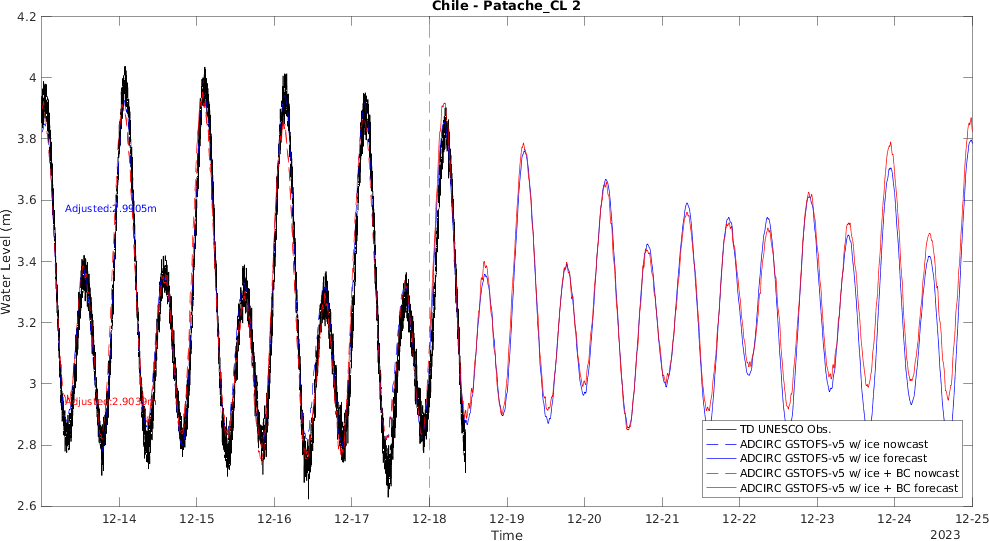 Chile - Patache_CL 2
4.2
4
3.8
3.6
3.4
3.2
3
2.8
2.6
Water Level (m)
Adjusted:2.9905m
Adjusted:2.9039m
TD UNESCO Obs.
ADCIRC GSTOFS-v5 w/ ice nowcast
ADCIRC GSTOFS-v5 w/ ice forecast
ADCIRC GSTOFS-v5 w/ ice + BC nowcast
ADCIRC GSTOFS-v5 w/ ice + BC forecast
12-14 12-15 12-16 12-17 12-18 12-19 12-20 12-21 12-22 12-23 12-24 12-25
Time
2023